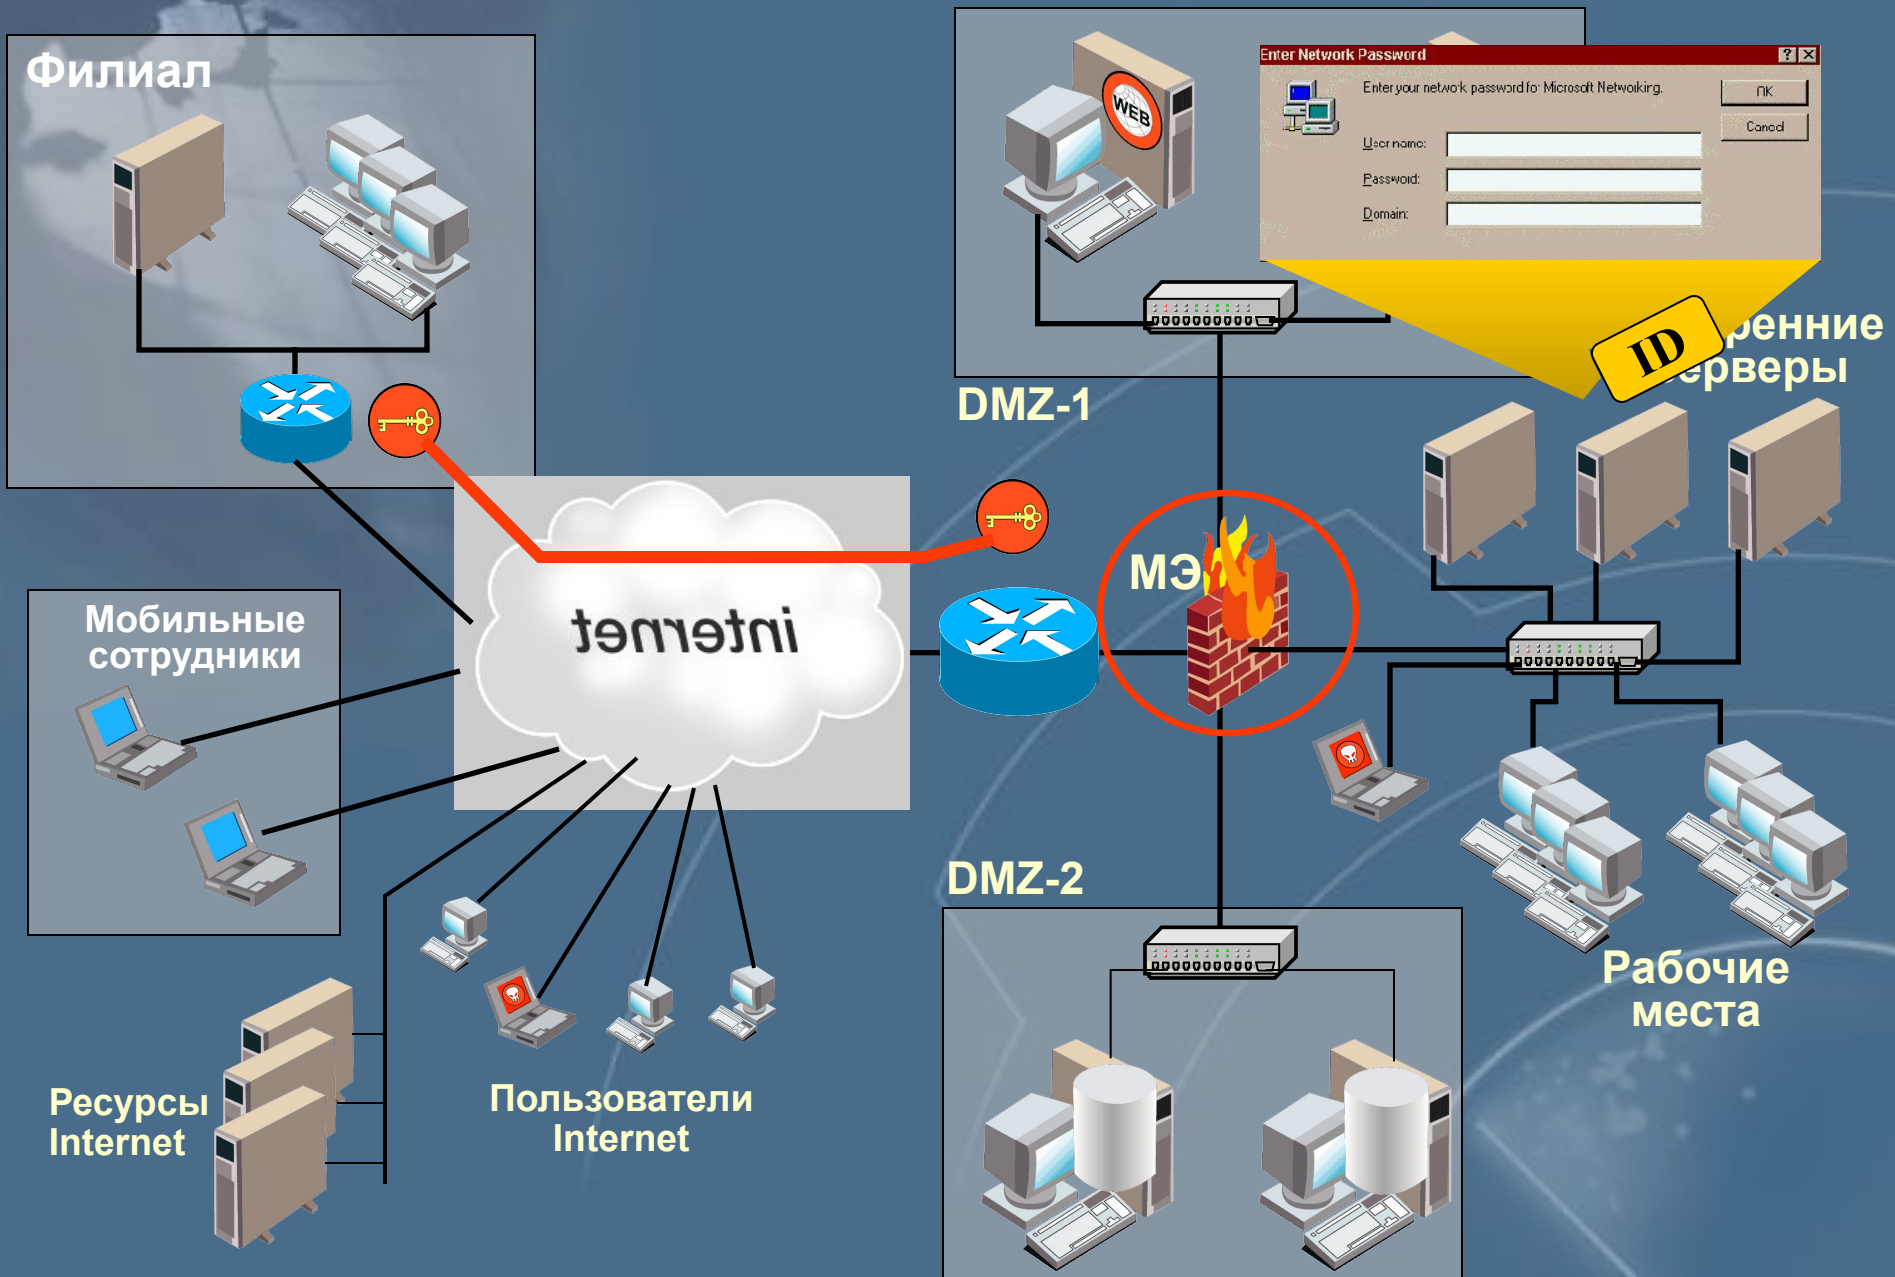 Филиал
WEB
Enter Network Password
Enter your network password for Microsoft Networking.
OK
Cancel
User name:
Password:
Domain:
ID
ренние
серверы
DMZ-1
МЭ
internet
Мобильные
сотрудники
DMZ-2
Рабочие
места
Ресурсы
Internet
Пользователи
Internet